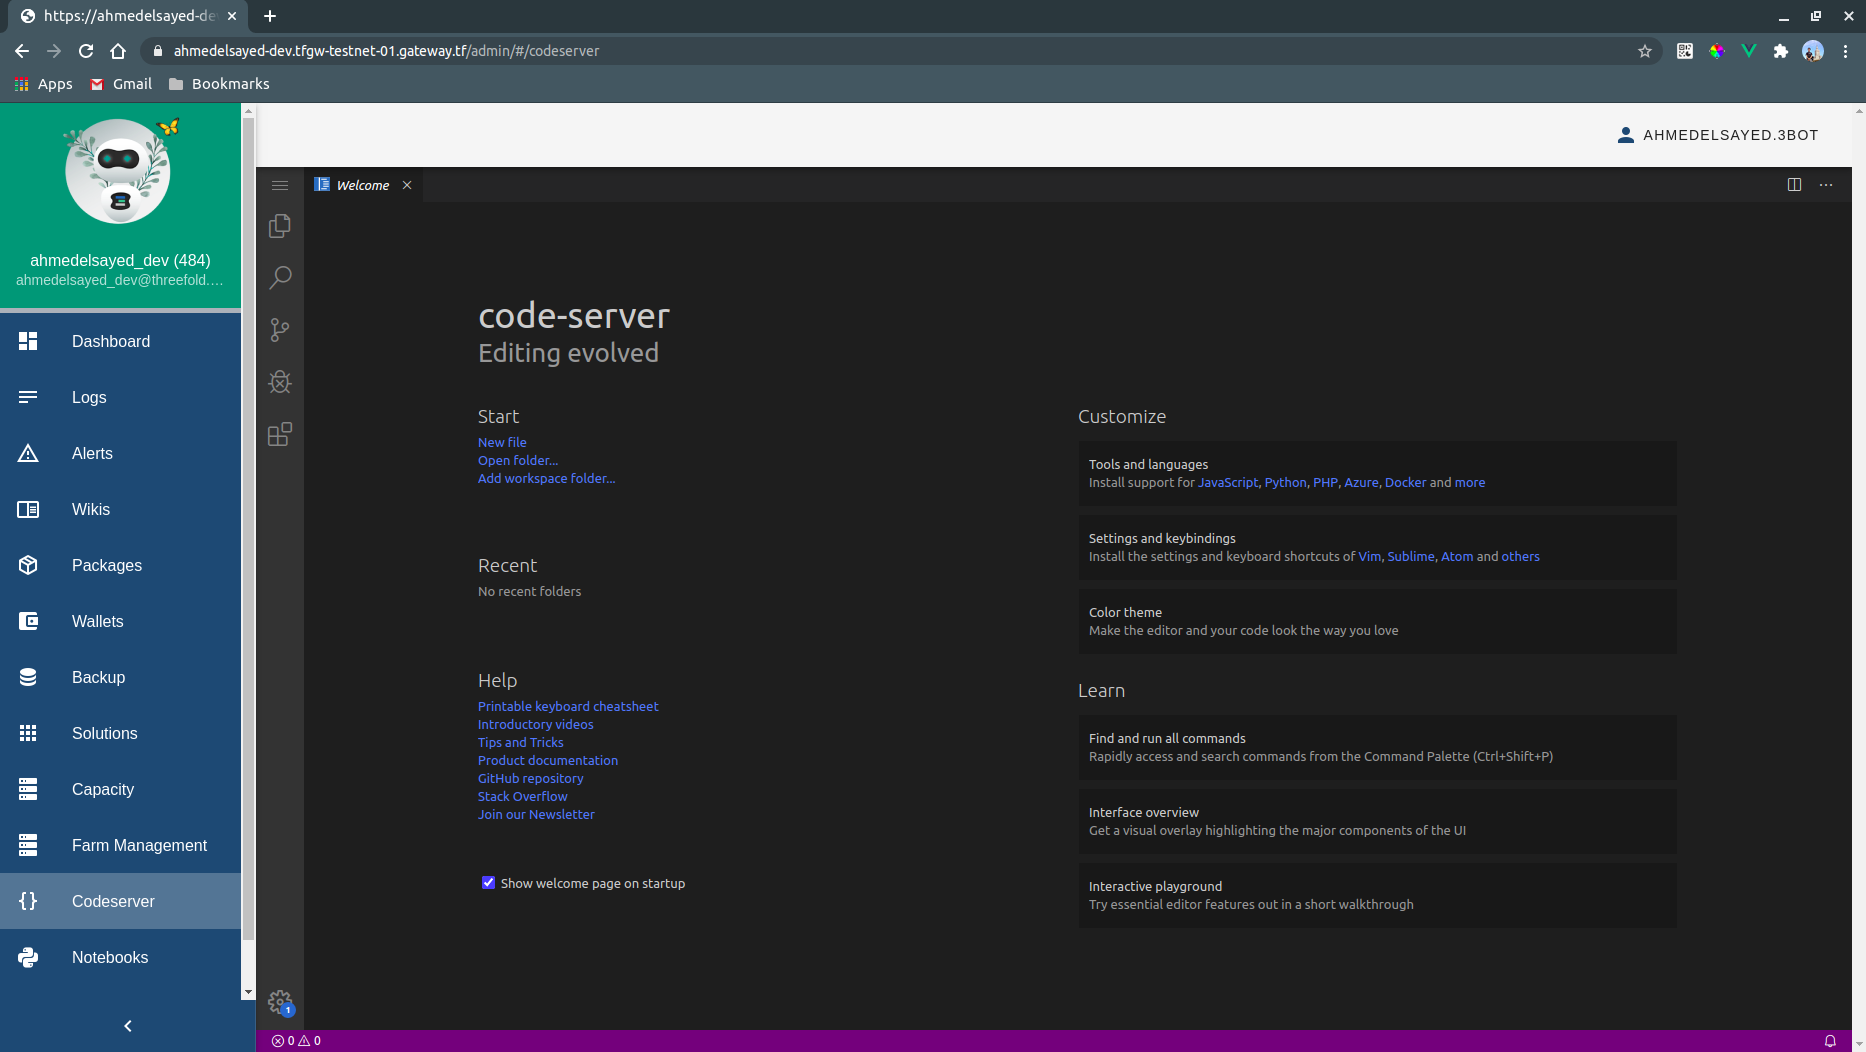 https://ahmedelsayed-de
ahmedelsayed-dev.tfgw-testnet-01.gateway.tf/admin/#/codeserver
Apps
Gmail
Bookmarks
ahmedelsayed_dev (484)
ahmedelsayed_dev@threefold....
Dashboard
Logs
Alerts
Wikis
Packages
Wallets
Backup
Solutions
Capacity
Farm Management
Codeserver
Notebooks
AHMEDELSAYED.3BOT
Welcome
code-server
Editing evolved
Start
New file
Open folder...
Add workspace folder...
Recent
No recent folders
Help
Printable keyboard cheatsheet
Introductory videos
Tips and Tricks
Product documentation
GitHub repository
Stack Overflow
Join our Newsletter
Show welcome page on startup
Customize
Tools and languages
Install support for JavaScript, Python, PHP, Azure, Docker and more
Settings and keybindings
Install the settings and keyboard shortcuts of Vim, Sublime, Atom and others
Color theme
Make the editor and your code look the way you love
Learn
Find and run all commands
Rapidly access and search commands from the Command Palette (Ctrl+Shift+P)
Interface overview
Get a visual overlay highlighting the major components of the UI
Interactive playground
Try essential editor features out in a short walkthrough
1
0 0